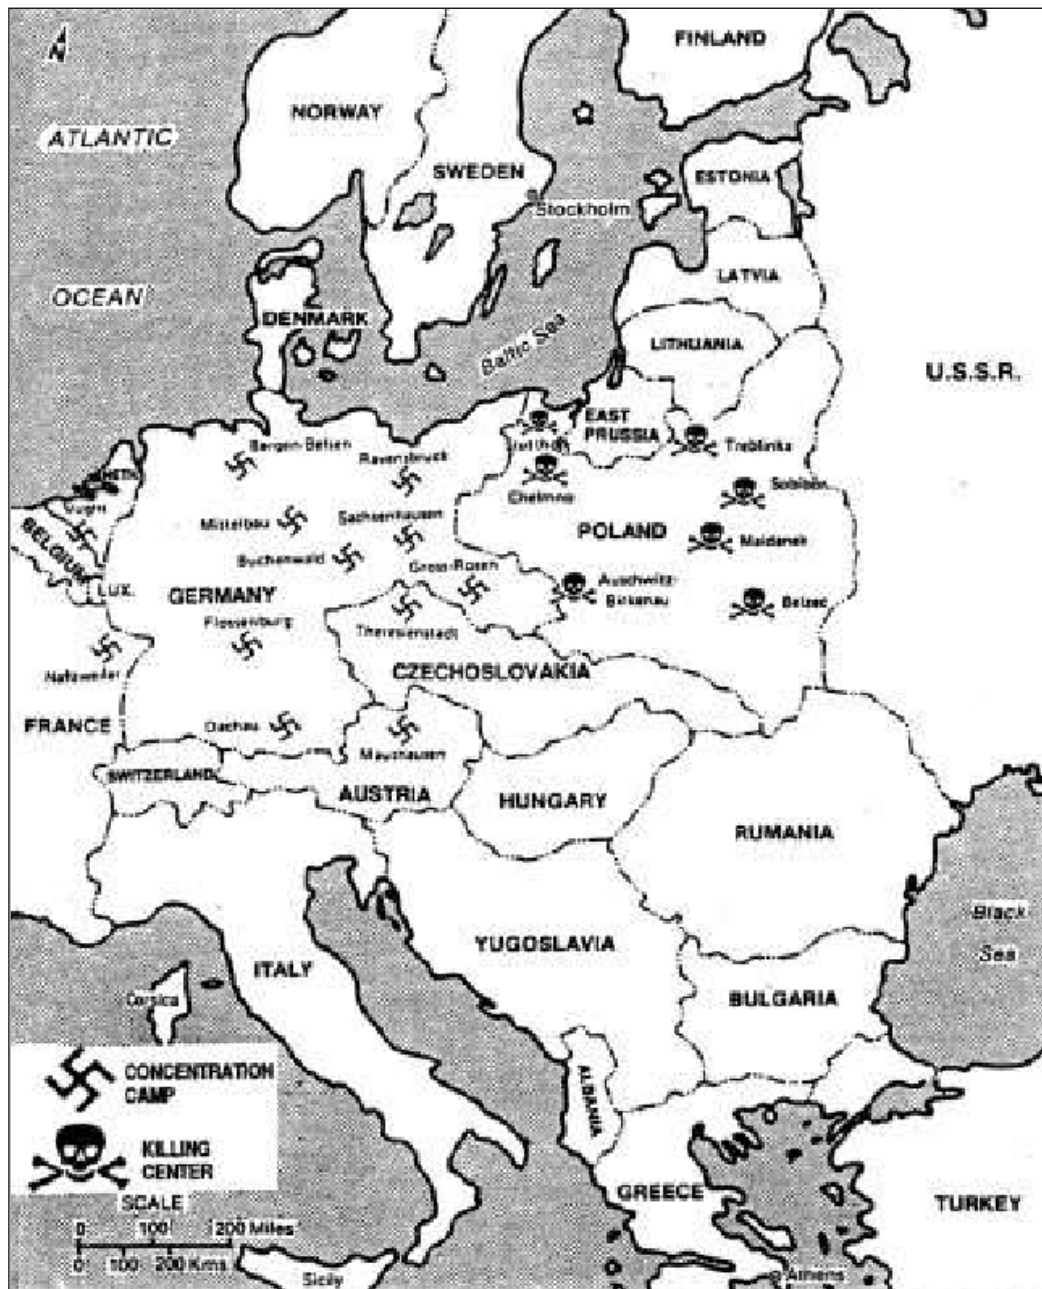 N
FINLAND
NORWAY
ATLANTIC
SWEDEN
ESTONIA
Stockholm
LATVIA
OCEAN
DENMARK
Baltic Sea
LITHUANIA
U.S.S.R.
EAST
PRUSSIA
Bergen-Belsen
Ravensbruck
Treblinka
Chelmno
Sobibor
Vught
Mittelbau
Sachsenhausen
BELGIUM
POLAND
Maidanek
Buchenwald
Gross-Rosen
LUX.
GERMANY
Auschwitz-
Birkenau
Belzec
Flossenburg
Theresienstadt
Natzweiler
CZECHOSLOVAKIA
FRANCE
Dachau
Mauthausen
SWITZERLAND
AUSTRIA
HUNGARY
RUMANIA
Black
Sea
YUGOSLAVIA
ITALY
BULGARIA
Corsica
CONCENTRATION
CAMP
ALBANIA
KILLING
CENTER
GREECE
TURKEY
SCALE
0 100 200 Miles
0 100 200 Kms
Sicily
Athens